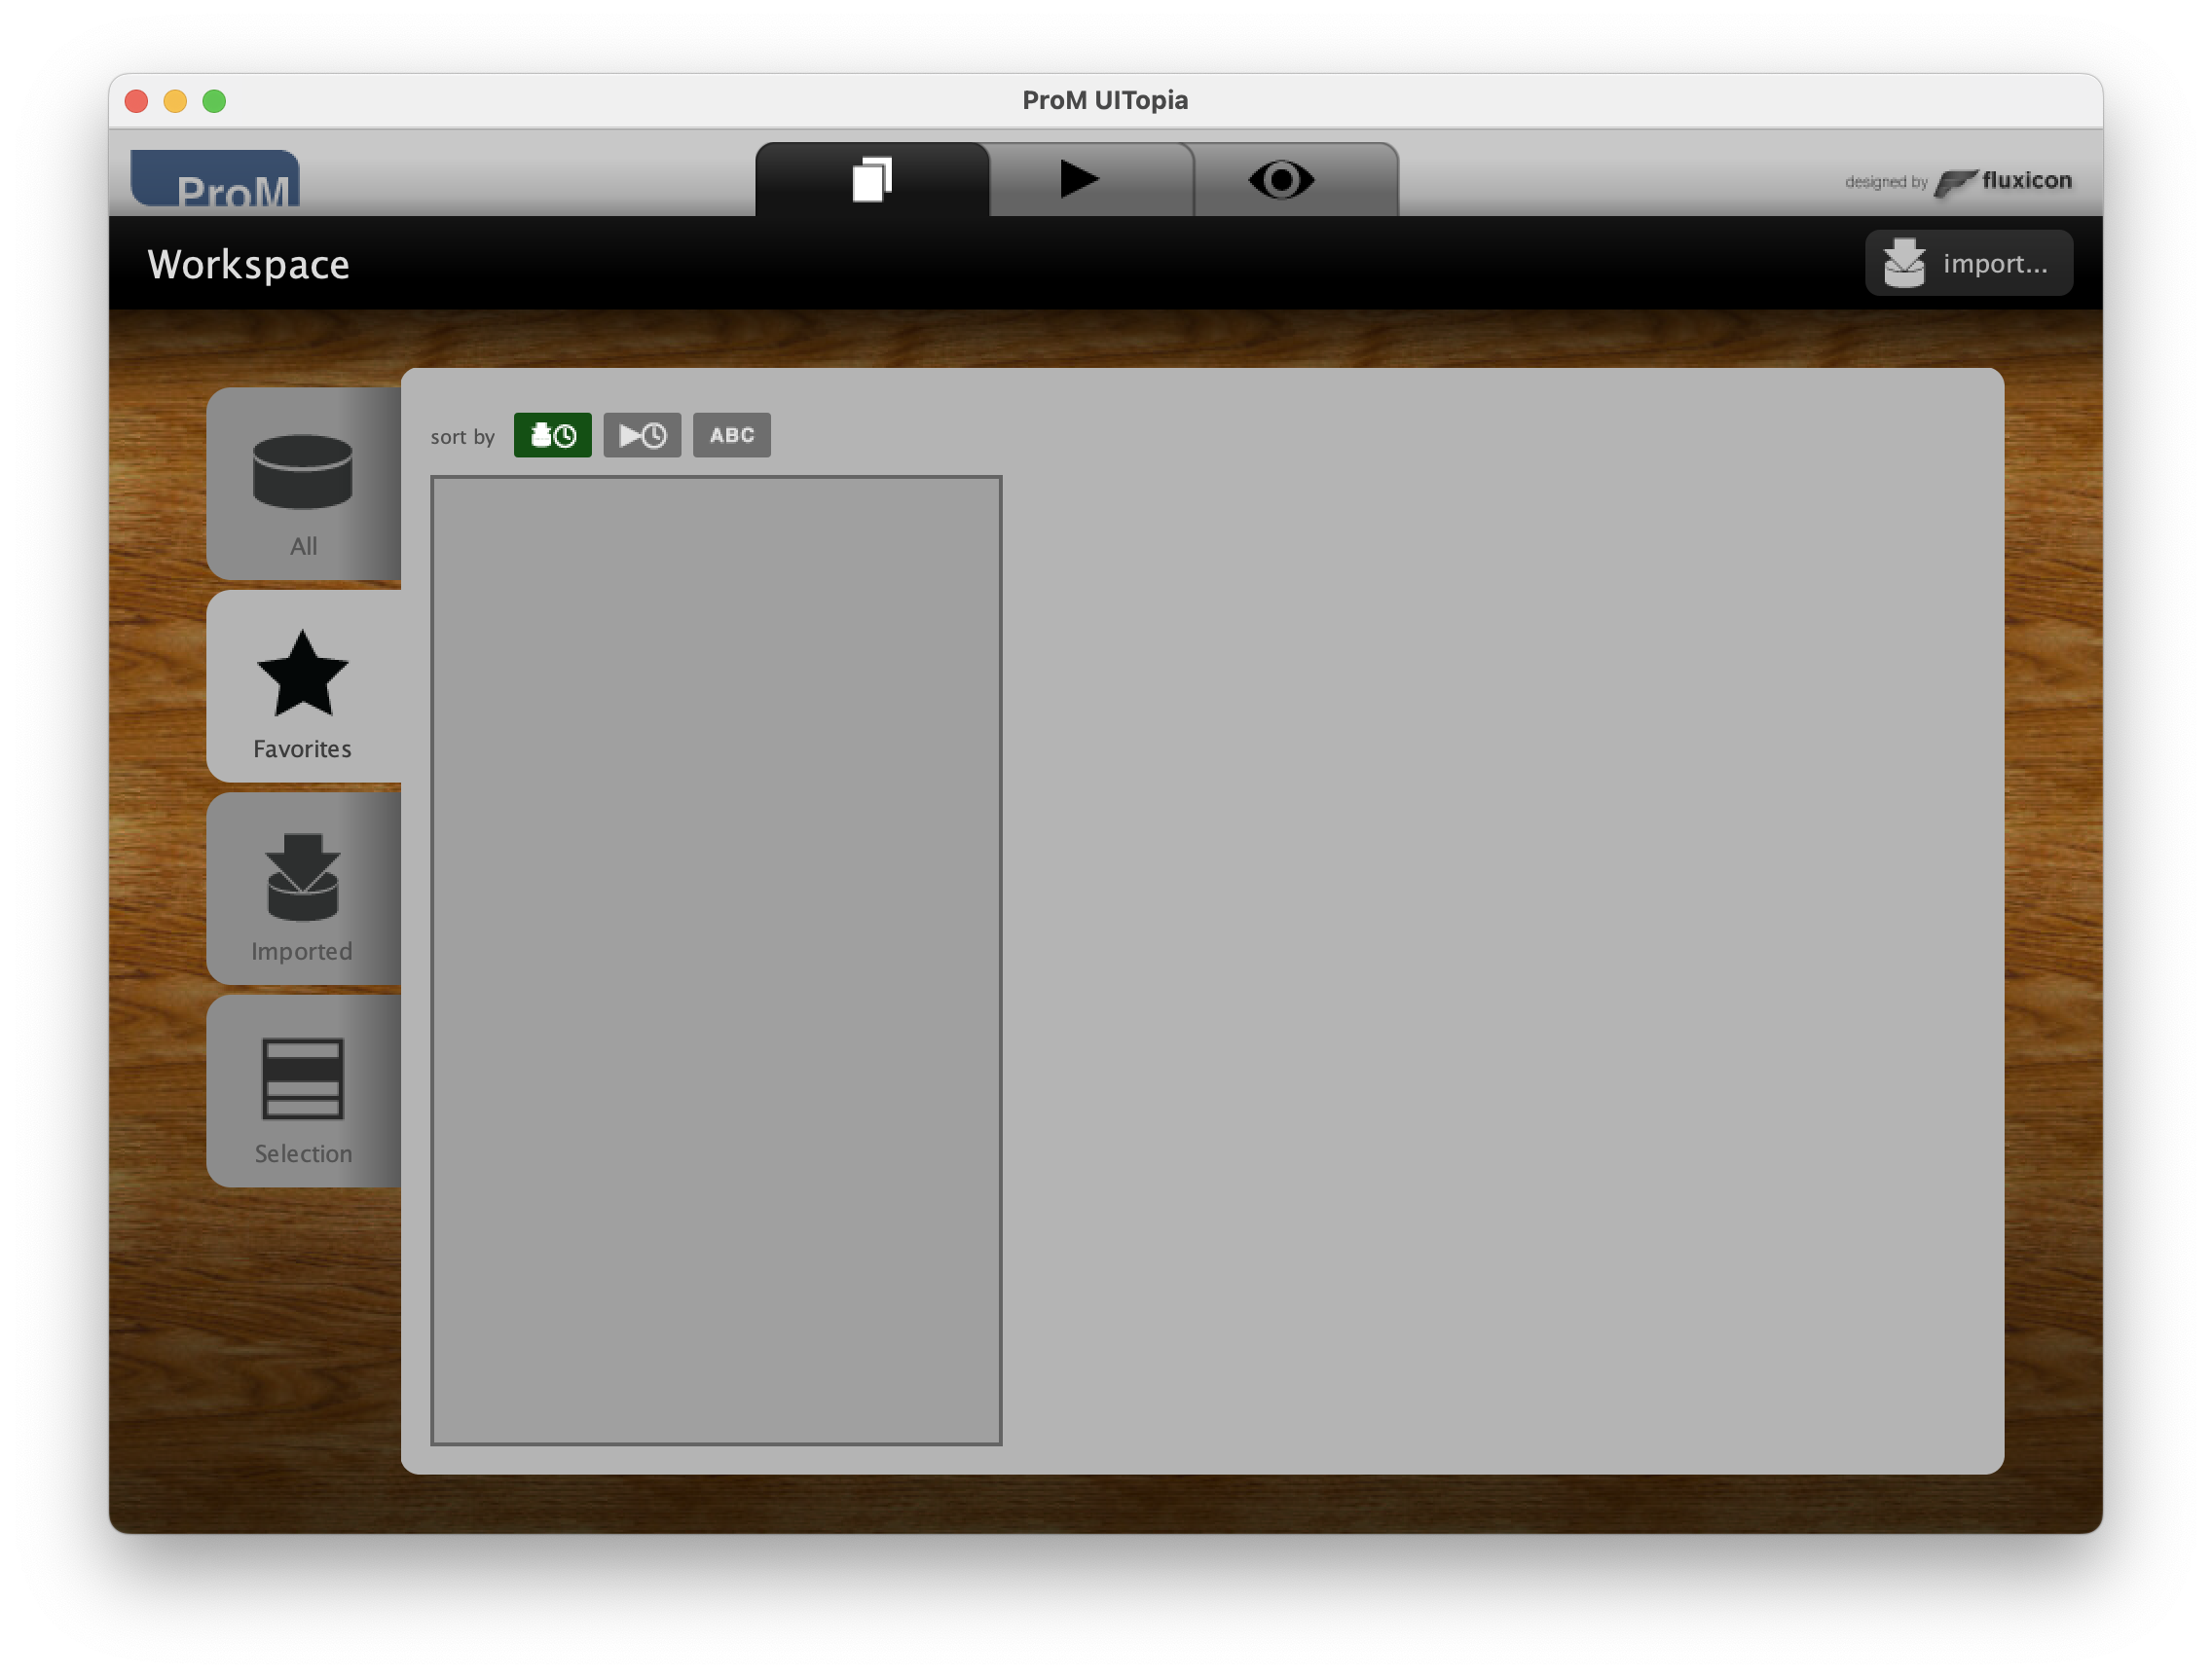 ProM UITopia
ProM
designed by fluxicon
Workspace
import...
sort by
ABC
All
Favorites
Imported
Selection